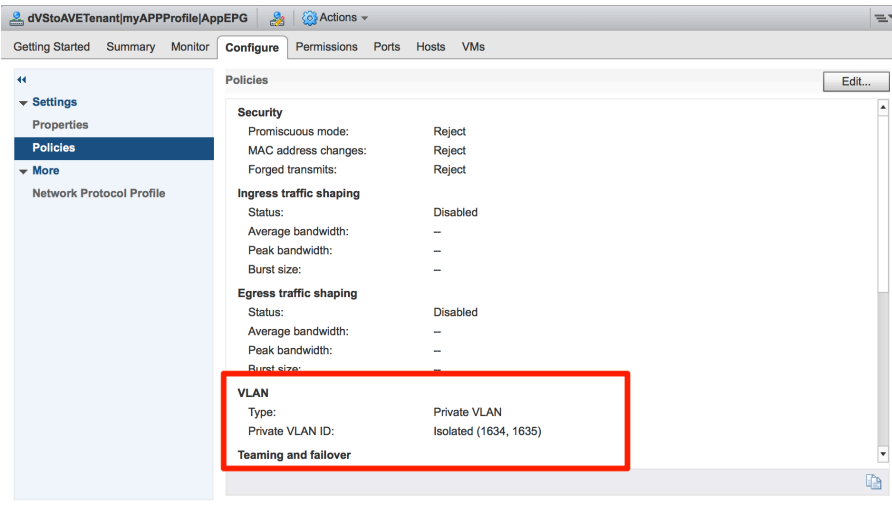 dVStoAVETenant|myAPPProfile|AppEPG Actions
Getting Started Summary Monitor Configure Permissions Ports Hosts VMs
Policies Edit...
Settings
Properties
Policies
More
Network Protocol Profile
Security
Promiscuous mode: Reject
MAC address changes: Reject
Forged transmits: Reject
Ingress traffic shaping
Status: Disabled
Average bandwidth: --
Peak bandwidth: --
Burst size: --
Egress traffic shaping
Status: Disabled
Average bandwidth: --
Peak bandwidth: --
Burst size: --
VLAN
Type: Private VLAN
Private VLAN ID: Isolated (1634, 1635)
Teaming and failover